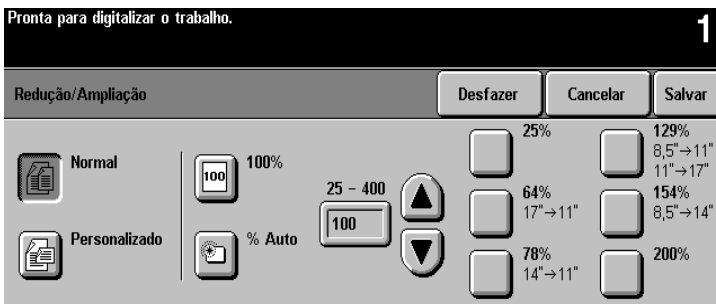 Pronta para digitalizar o trabalho.
1
Redução/Ampliação
Desfazer
Cancelar
Salvar
Normal
Personalizado
100
100%
% Auto
25 - 400
100
25%
64%
17"→11"
78%
14"→11"
129%
8,5"→11"
11"→17"
154%
8,5"→14"
200%